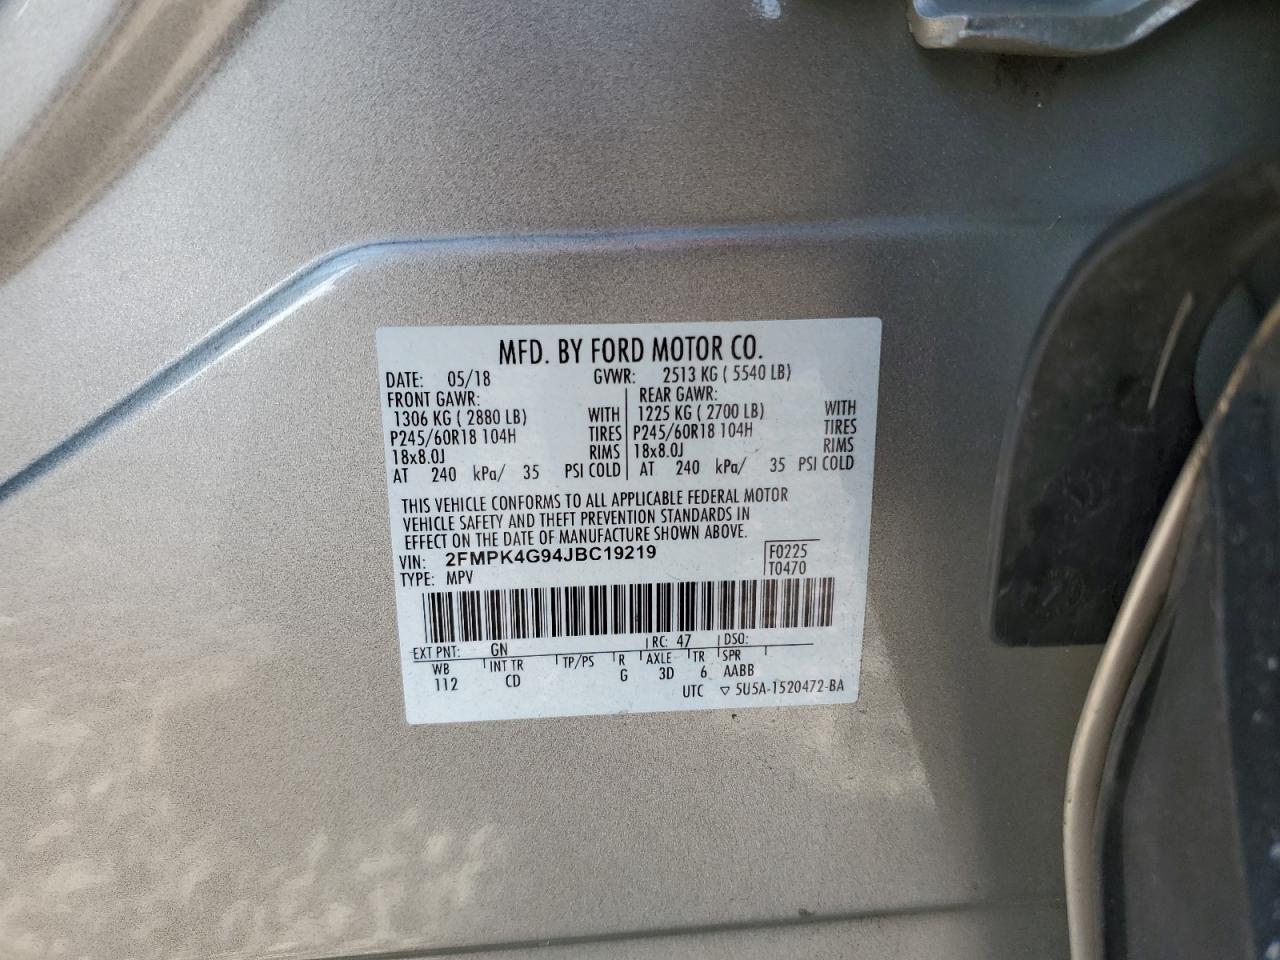 MFD. BY FORD MOTOR CO.
DATE: 05/18 GVWR: 2513 KG ( 5540 LB)
FRONT GAWR: REAR GAWR:
1306 KG ( 2880 LB) WITH 1225 KG ( 2700 LB) WITH
P245/60R18 104H TIRES P245/60R18 104H TIRES
18x8.0J RIMS 18x8.0J RIMS
AT 240 kPa/ 35 PSI COLD AT 240 kPa/ 35 PSI COLD
THIS VEHICLE CONFORMS TO ALL APPLICABLE FEDERAL MOTOR
VEHICLE SAFETY AND THEFT PREVENTION STANDARDS IN
EFFECT ON THE DATE OF MANUFACTURE SHOWN ABOVE.
VIN: 2FMPK4G94JBC19219 F0225
TYPE: MPV T0470
EXT PNT: GN RC: 47 DSO:
WB INT TR TP/PS R AXLE TR SPR
112 CD G 3D 6 AABB
UTC ▽ 5U5A-1520472-BA